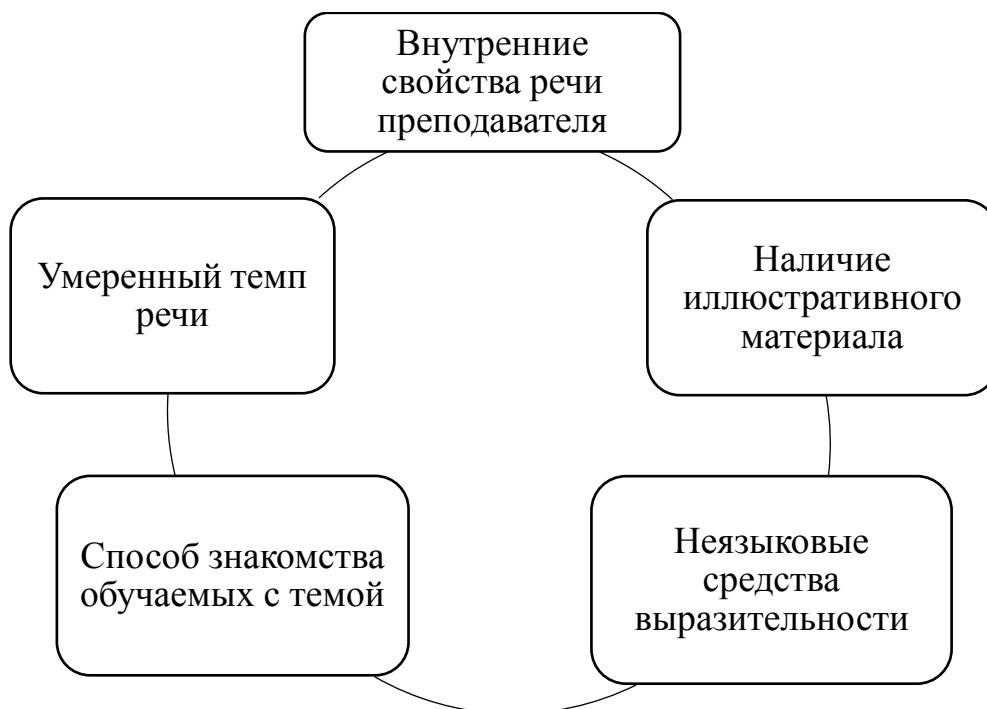 Внутренние
свойства речи
преподавателя
Умеренный темп
речи
Наличие
иллюстративного
материала
Способ знакомства
обучаемых с темой
Неязыковые
средства
выразительности